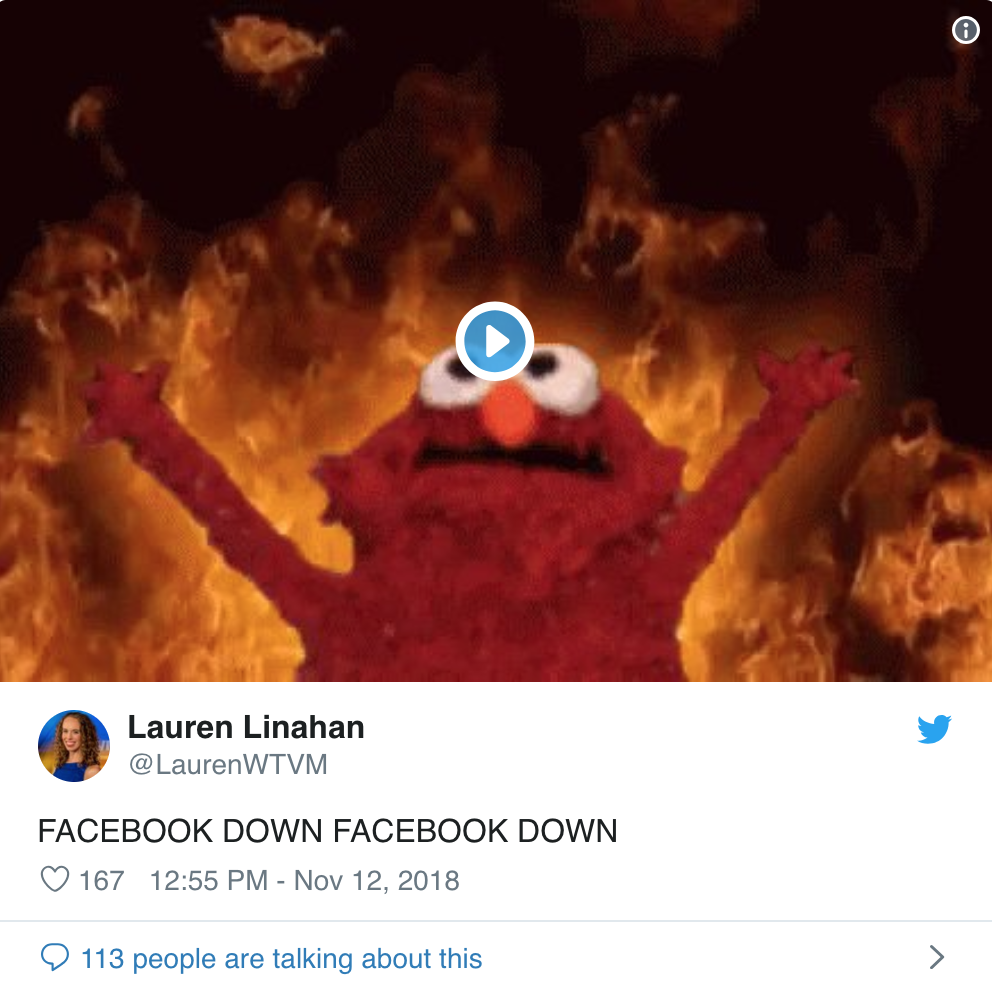 Lauren Linahan
@LaurenWTVM
FACEBOOK DOWN FACEBOOK DOWN
167 12:55 PM - Nov 12, 2018
113 people are talking about this